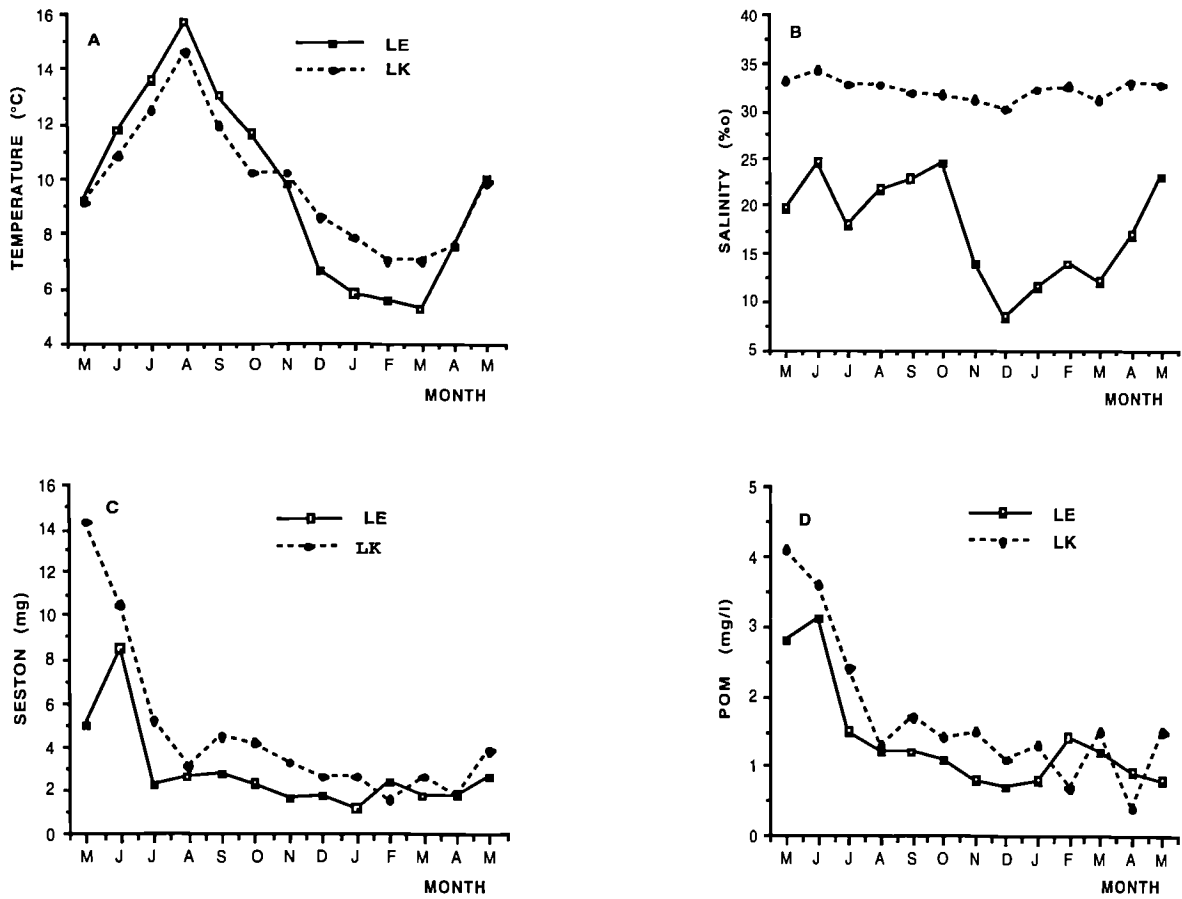 A
LE
LK
TEMPERATURE (°C)
16
14
12
10
8
6
4
M J J A S O N D J F M A M
MONTH
B
SALINITY (%o)
40
35
30
25
20
15
10
5
M J J A S O N D J F M A M
MONTH
C
LE
LK
SESTON (mg)
16
14
12
10
8
6
4
2
0
M J J A S O N D J F M A M
MONTH
D
LE
LK
POM (mg/l)
5
4
3
2
1
0
M J J A S O N D J F M A M
MONTH